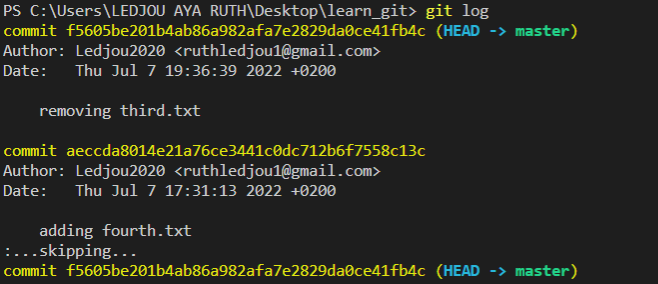 PS C:\Users\LEDJOU AYA RUTH\Desktop\learn_git> git log
commit f5605be201b4ab86a982afa7e2829da0ce41fb4c (HEAD -> master)
Author: Ledjou2020 <ruthledjou1@gmail.com>
Date:   Thu Jul 7 19:36:39 2022 +0200
    removing third.txt
commit aeccda8014e21a76ce3441c0dc712b6f7558c13c
Author: Ledjou2020 <ruthledjou1@gmail.com>
Date:   Thu Jul 7 17:31:13 2022 +0200
    adding fourth.txt
:...skipping...
commit f5605be201b4ab86a982afa7e2829da0ce41fb4c (HEAD -> master)